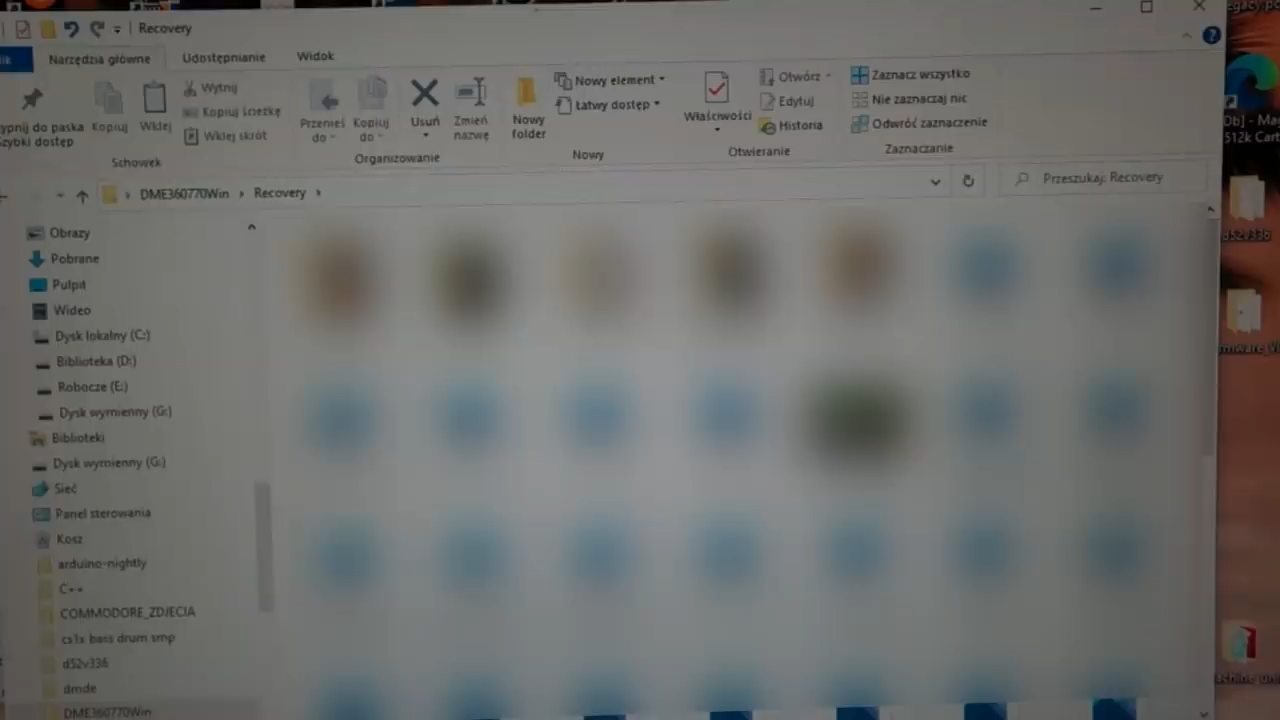 Recovery
Narzędzia główne
Udostępnianie
Widok
Kopiuj
Wklej
Wytnij
Kopiuj ścieżkę
Wklej skrót
Schowek
Przenieś do
Kopiuj do
Usuń
Zmień nazwę
Organizowanie
Nowy folder
Nowy element
Łatwy dostęp
Nowy
Właściwości
Otwórz
Edytuj
Historia
Otwieranie
Zaznacz wszystko
Nie zaznaczaj nic
Odwróć zaznaczenie
Zaznaczanie
DME360770Win > Recovery >
Przeszukaj: Recovery
Obrazy
Pobrane
Pulpit
Wideo
Dysk lokalny (C:)
Biblioteka (D:)
Robocze (E:)
Dysk wymienny (G:)
Biblioteki
Dysk wymienny (G:)
Sieć
Panel sterowania
Kosz
arduino-nightly
C++
COMMODORE_ZDJECIA
cs1x bass drum smp
d52v336
dmde
DME360770Win
512k Cart
d52v336